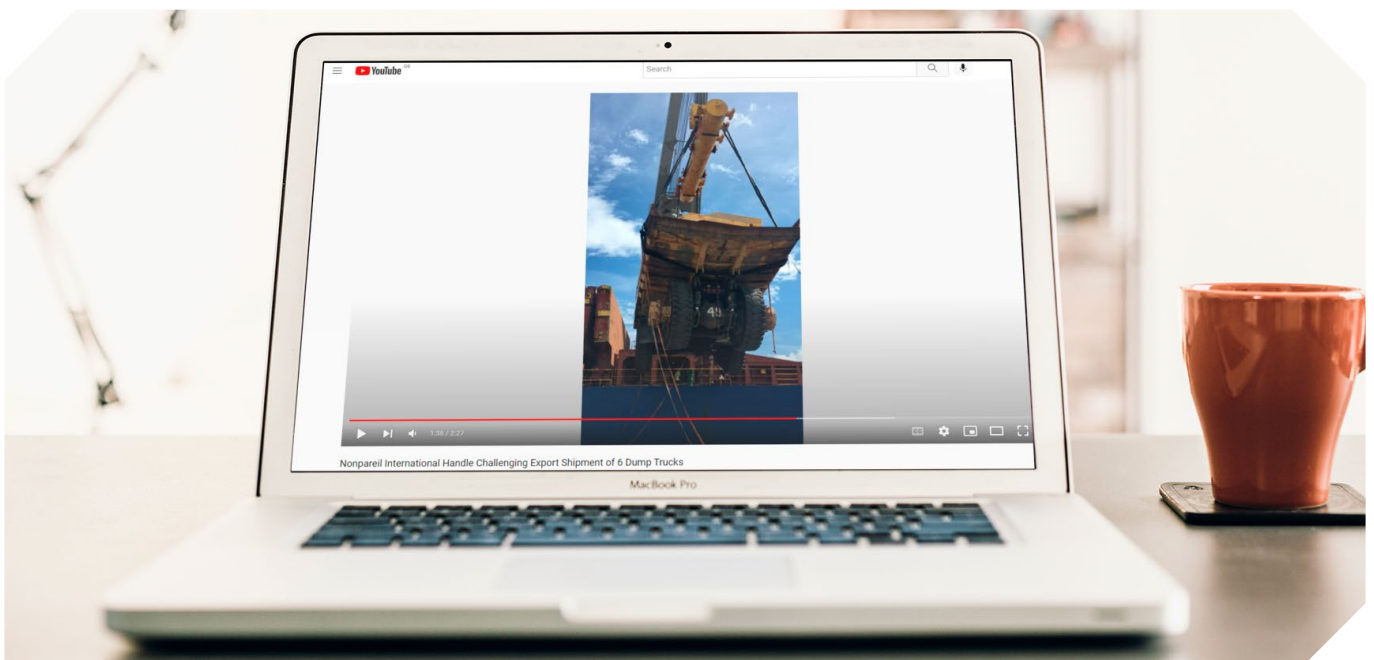 YouTube GB
Search
45
1:36 / 2:27
Nonpareil International Handle Challenging Export Shipment of 6 Dump Trucks
MacBook Pro